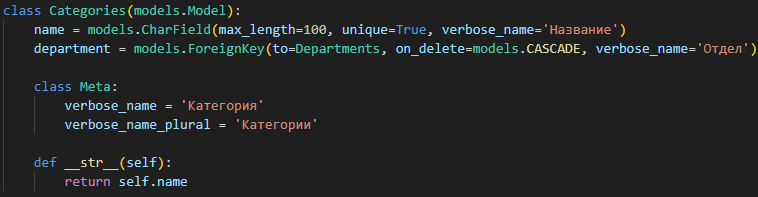 class Categories(models.Model):
    name = models.CharField(max_length=100, unique=True, verbose_name='Название')
    department = models.ForeignKey(to=Departments, on_delete=models.CASCADE, verbose_name='Отдел')
    class Meta:
        verbose_name = 'Категория'
        verbose_name_plural = 'Категории'
    def __str__(self):
        return self.name